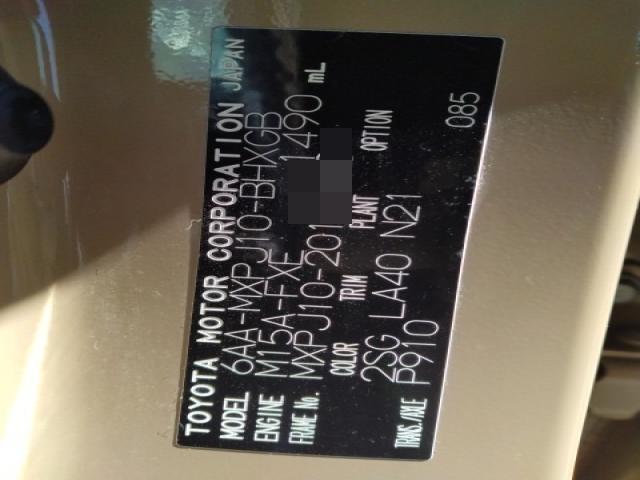 TOYOTA MOTOR CORPORATION JAPAN
MODEL 6AA-MXPJ10-BHXGB
ENGINE M15A-FXE 1490 mL
FRAME No. MXPJ10-201
COLOR TRIM PLANT OPTION
2SG LA40 N21 085
TRANS./AXLE P910